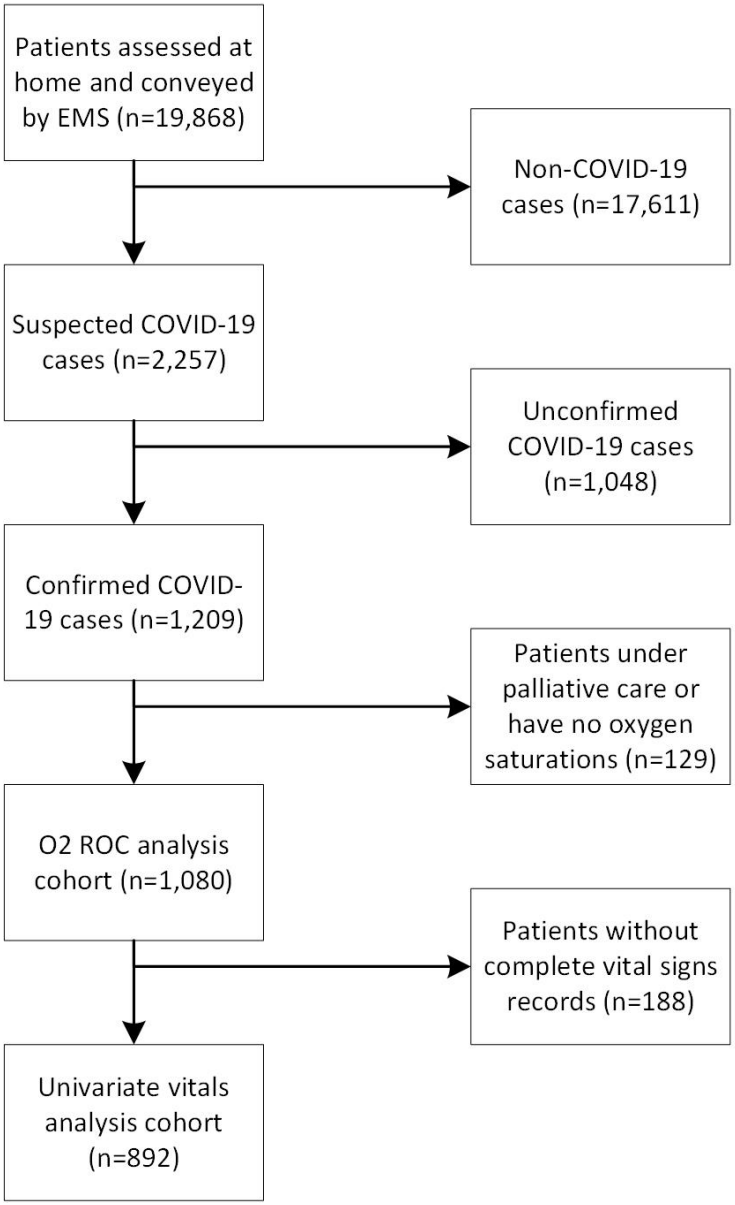 Patients assessed at
home and conveyed
by EMS (n=19,868)
Non-COVID-19
cases (n=17,611)
Suspected COVID-19
cases (n=2,257)
Unconfirmed
COVID-19 cases
(n=1,048)
Confirmed COVID-
19 cases (n=1,209)
Patients under
palliative care or
have no oxygen
saturations (n=129)
O2 ROC analysis
cohort (n=1,080)
Patients without
complete vital signs
records (n=188)
Univariate vitals
analysis cohort
(n=892)